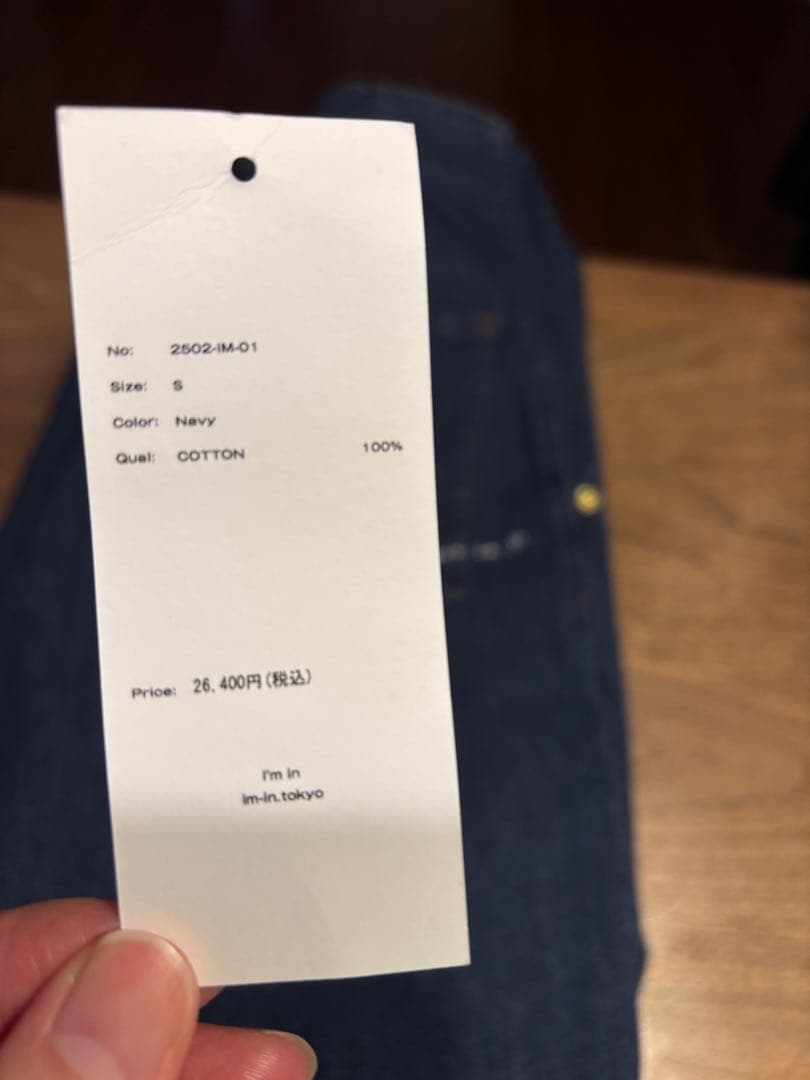 No: 2502-IM-01
Size: S
Color: Navy
Qual: COTTON 100%
Price: 26,400円(税込)
I'm in
im-in.tokyo